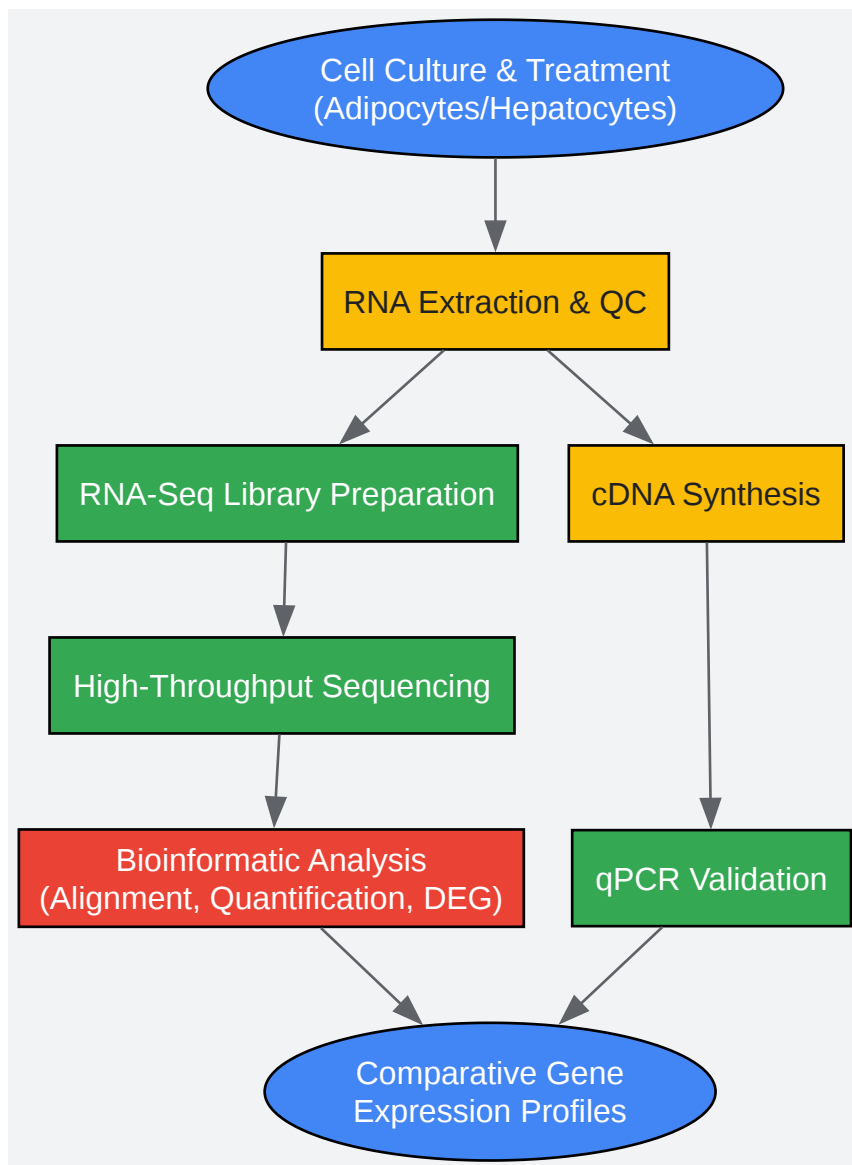 Cell Culture & Treatment
(Adipocytes/Hepatocytes)
RNA Extraction & QC
RNA-Seq Library Preparation
cDNA Synthesis
High-Throughput Sequencing
Bioinformatic Analysis
(Alignment, Quantification, DEG)
qPCR Validation
Comparative Gene
Expression Profiles